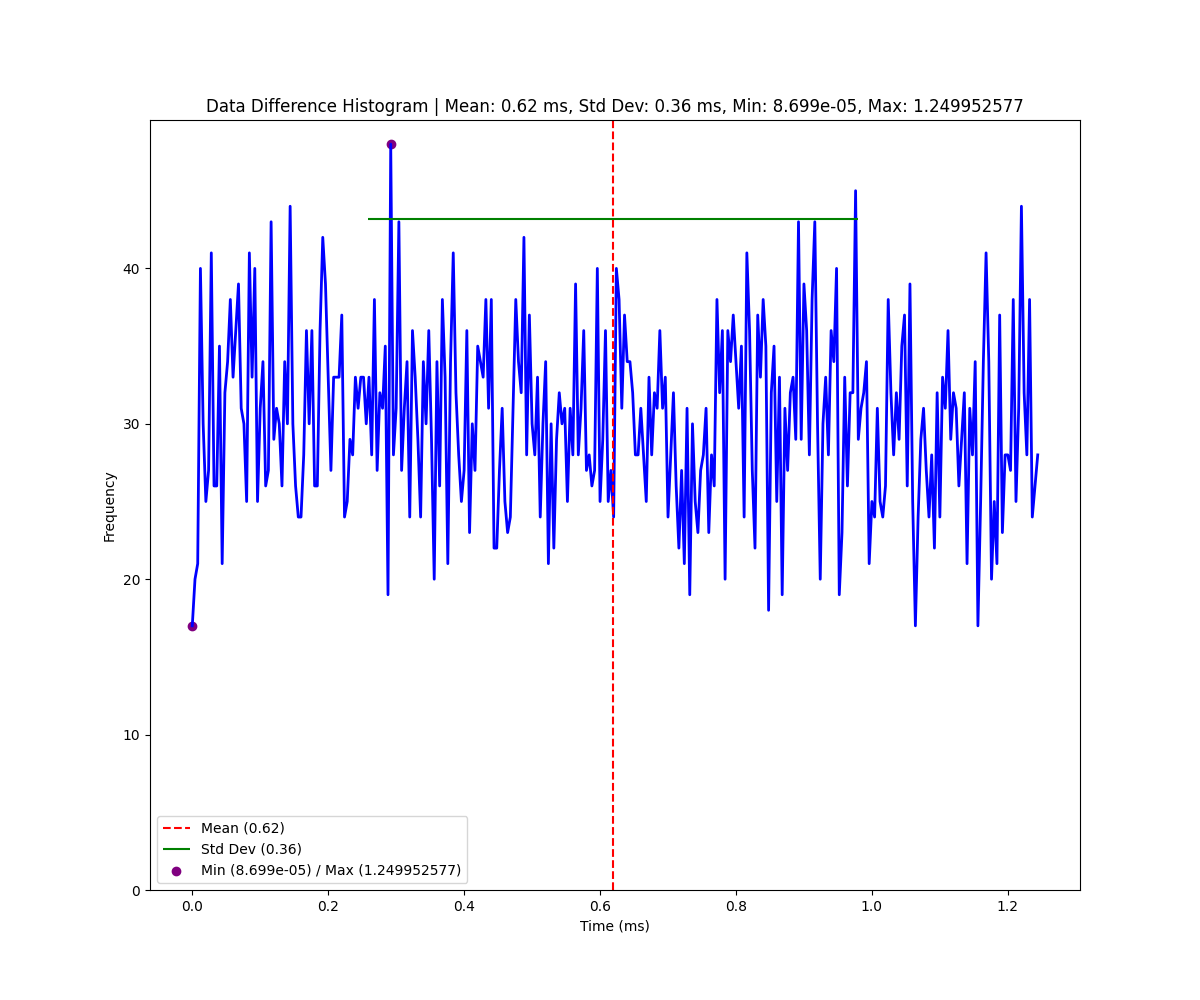 Data Difference Histogram | Mean: 0.62 ms, Std Dev: 0.36 ms, Min: 8.699e-05, Max: 1.249952577
Frequency
40
30
20
10
0
Mean (0.62)
Std Dev (0.36)
Min (8.699e-05) / Max (1.249952577)
0.0 0.2 0.4 0.6 0.8 1.0 1.2
Time (ms)